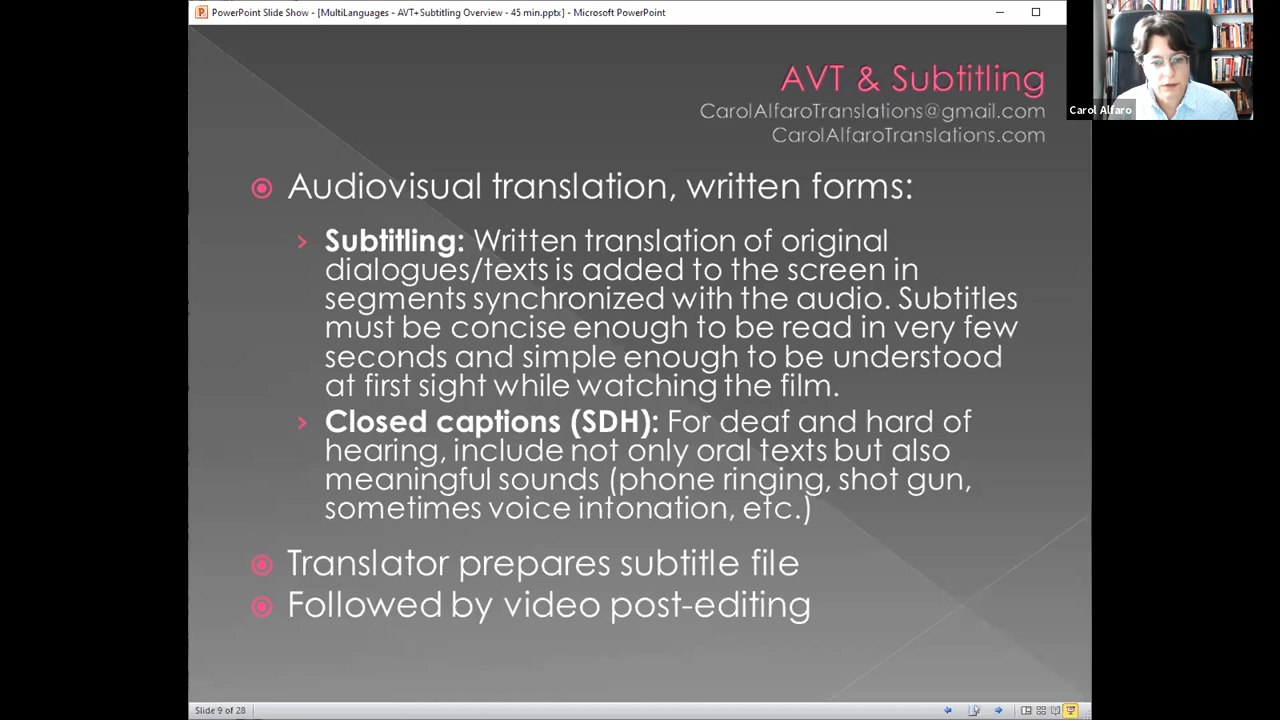 PowerPoint Slide Show - [MultiLanguages - AVT+Subtitling Overview - 45 min.pptx] - Microsoft PowerPoint
AVT & Subtitling
CarolAlfaroTranslations@gmail.com
CarolAlfaroTranslations.com
Carol Alfaro
Audiovisual translation, written forms:
Subtitling: Written translation of original
dialogues/texts is added to the screen in
segments synchronized with the audio. Subtitles
must be concise enough to be read in very few
seconds and simple enough to be understood
at first sight while watching the film.
Closed captions (SDH): For deaf and hard of
hearing, include not only oral texts but also
meaningful sounds (phone ringing, shot gun,
sometimes voice intonation, etc.)
Translator prepares subtitle file
Followed by video post-editing
Slide 9 of 28